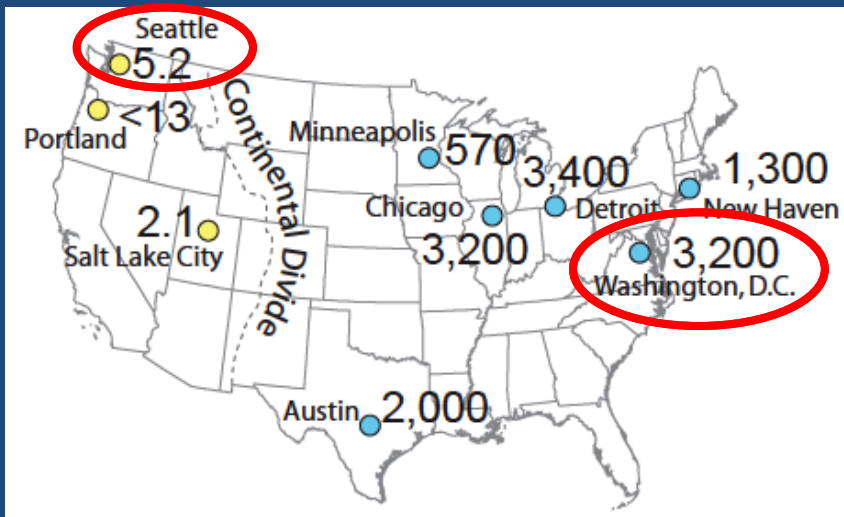 Seattle
5.2
<13
Portland
Continental Divide
Minneapolis
570
3,400
1,300
Chicago
Detroit
New Haven
2.1
Salt Lake City
3,200
3,200
Washington, D.C.
Austin
2,000